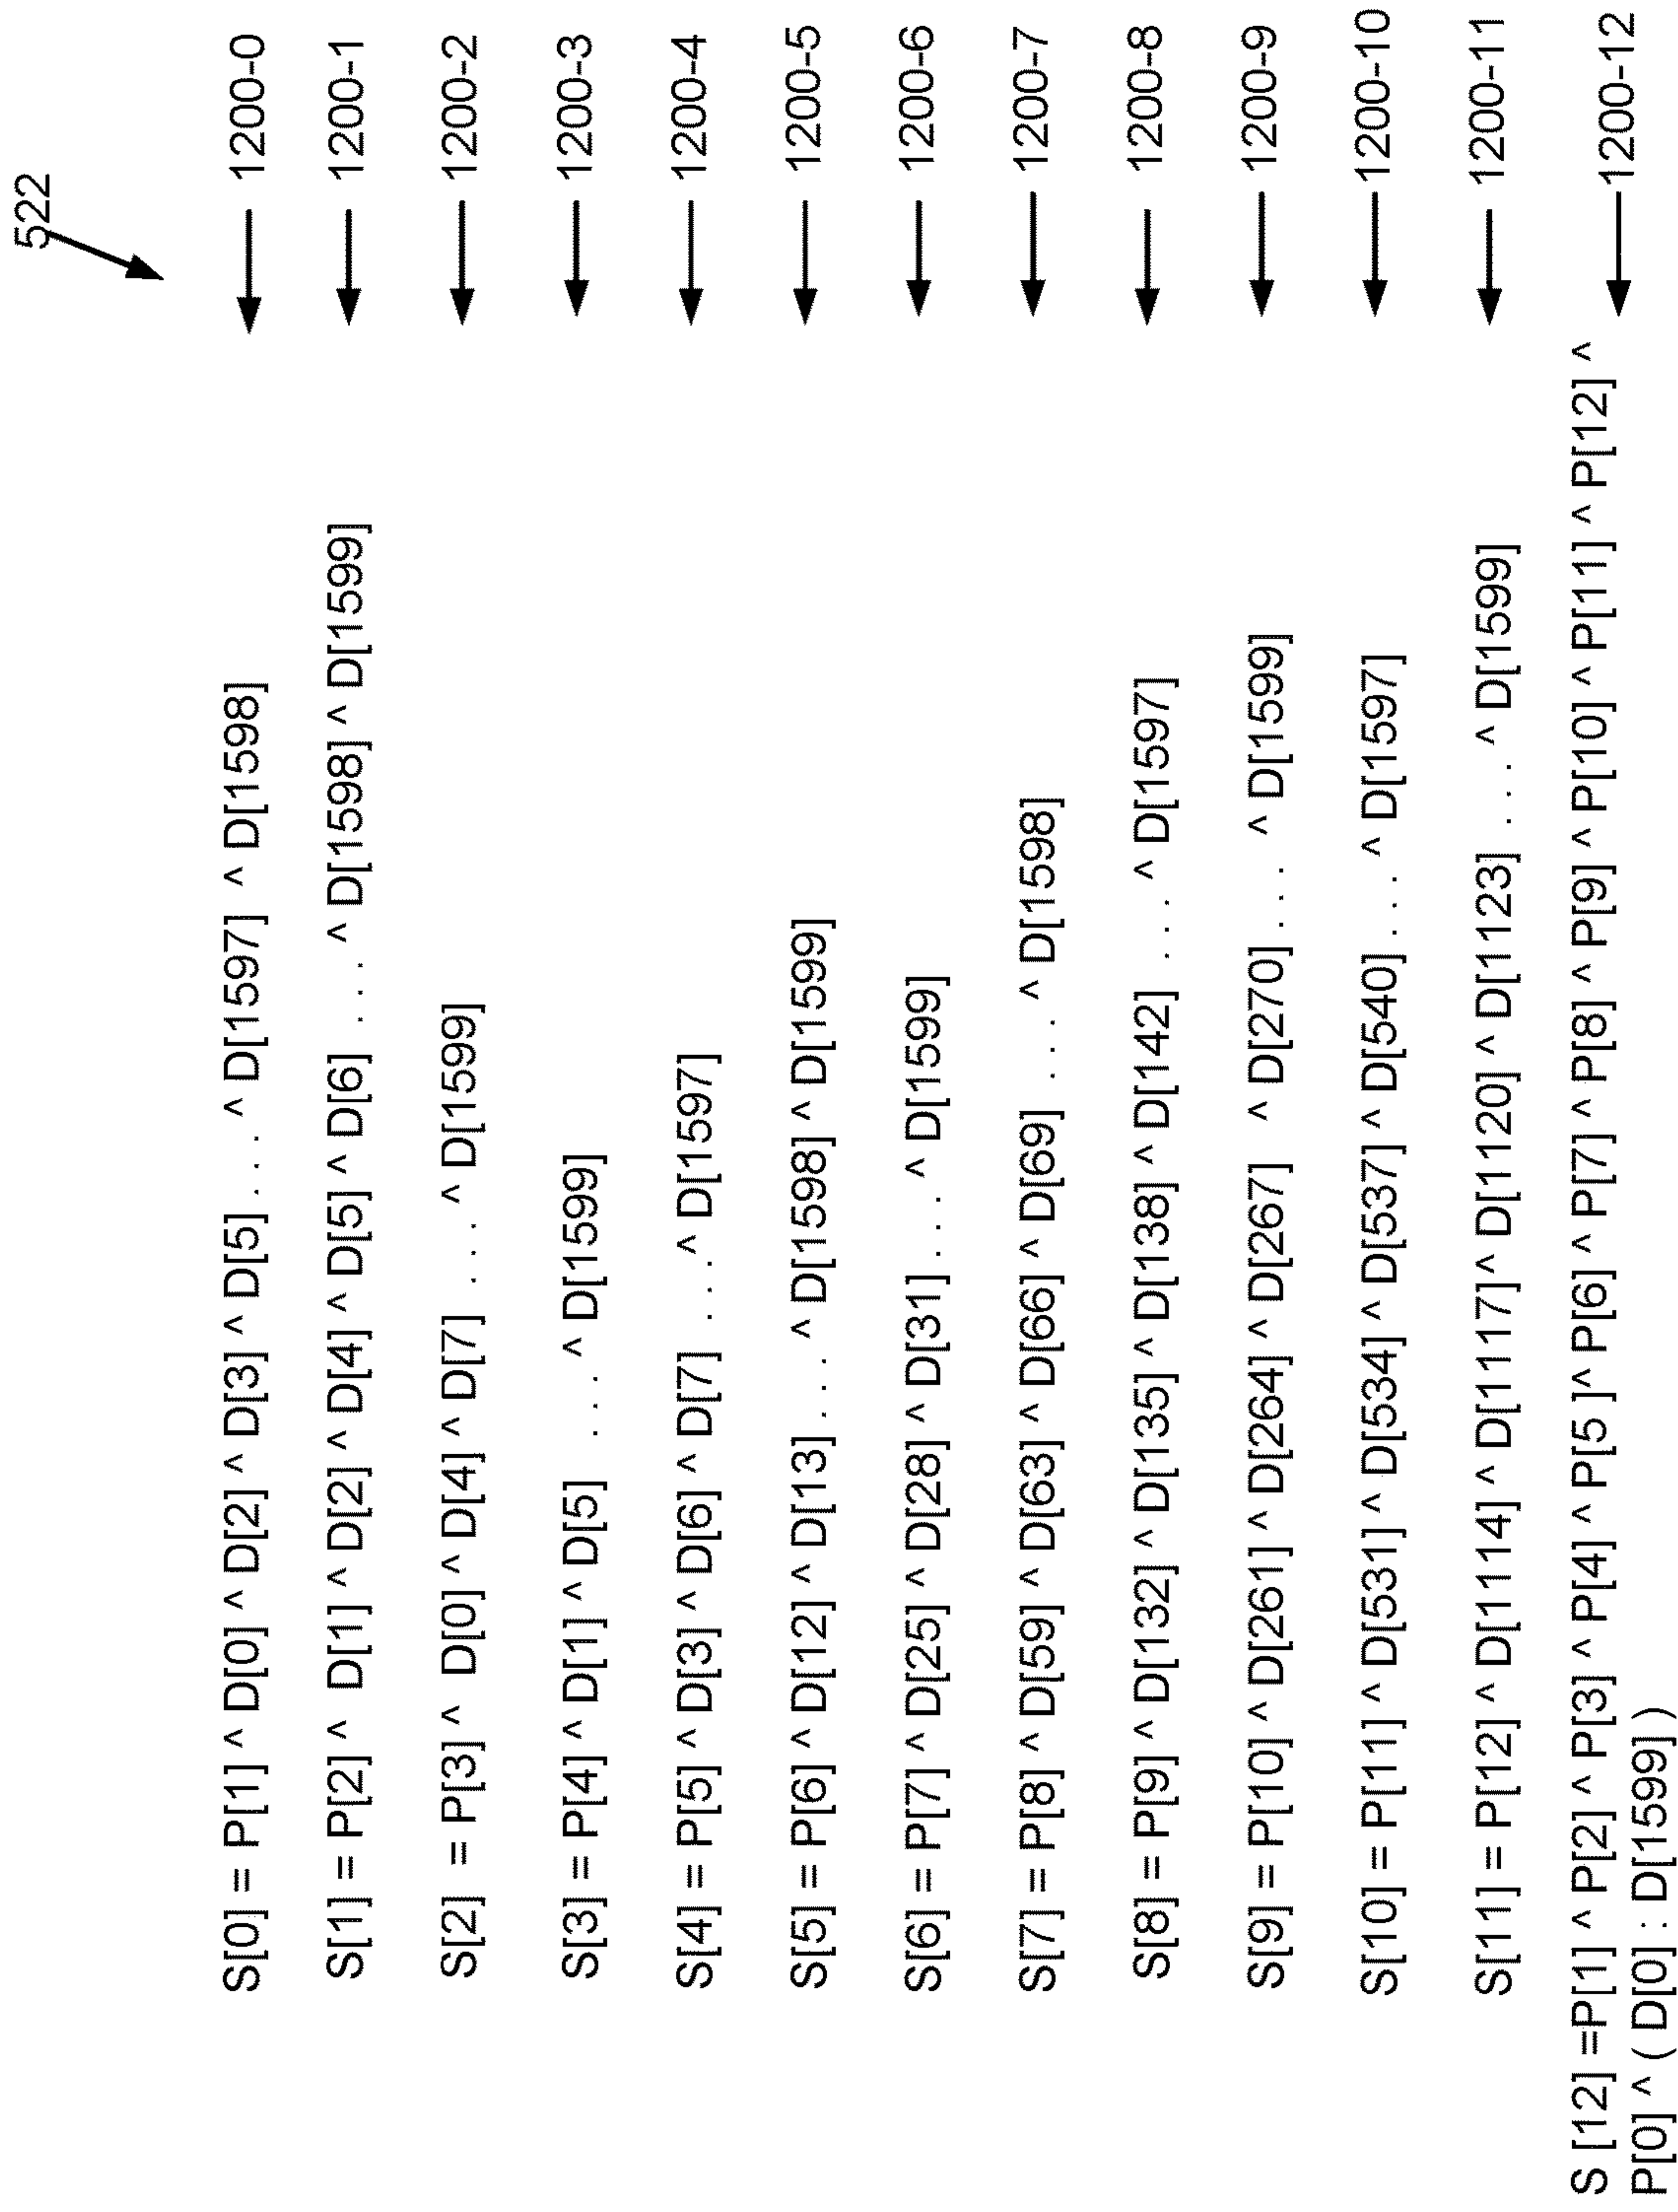 522
S[0] = P[1] ^ D[0] ^ D[2] ^ D[3] ^ D[5] . . . ^ D[1597] ^ D[1598] 1200-0
S[1] = P[2] ^ D[1] ^ D[2] ^ D[4] ^ D[5] ^ D[6] . . . ^ D[1598] ^ D[1599] 1200-1
S[2] = P[3] ^ D[0] ^ D[4] ^ D[7] . . . ^ D[1599] 1200-2
S[3] = P[4] ^ D[1] ^ D[5] . . . ^ D[1599] 1200-3
S[4] = P[5] ^ D[3] ^ D[6] ^ D[7] . . . ^ D[1597] 1200-4
S[5] = P[6] ^ D[12] ^ D[13] . . . ^ D[1598] ^ D[1599] 1200-5
S[6] = P[7] ^ D[25] ^ D[28] ^ D[31] . . . ^ D[1599] 1200-6
S[7] = P[8] ^ D[59] ^ D[63] ^ D[66] ^ D[69] . . . ^ D[1598] 1200-7
S[8] = P[9] ^ D[132] ^ D[135] ^ D[138] ^ D[142] . . . ^ D[1597] 1200-8
S[9] = P[10] ^ D[261] ^ D[264] ^ D[267] ^ D[270] . . . ^ D[1599] 1200-9
S[10] = P[11] ^ D[531] ^ D[534] ^ D[537] ^ D[540] . . . ^ D[1597] 1200-10
S[11] = P[12] ^ D[1114] ^ D[1117]^ D[1120] ^ D[1123] . . . ^ D[1599] 1200-11
S [12] =P[1] ^ P[2] ^ P[3] ^ P[4] ^ P[5 ]^ P[6] ^ P[7] ^ P[8] ^ P[9] ^ P[10] ^ P[11] ^ P[12] ^ 1200-12
P[0] ^ ( D[0] : D[1599] )